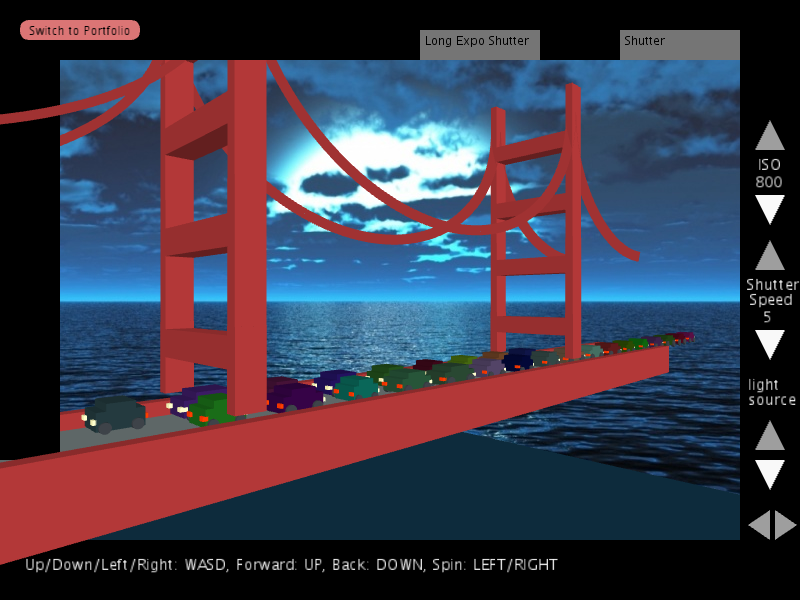 Switch to Portfolio
Long Expo Shutter
Shutter
ISO
800
Shutter
Speed
5
light
source
Up/Down/Left/Right: WASD, Forward: UP, Back: DOWN, Spin: LEFT/RIGHT